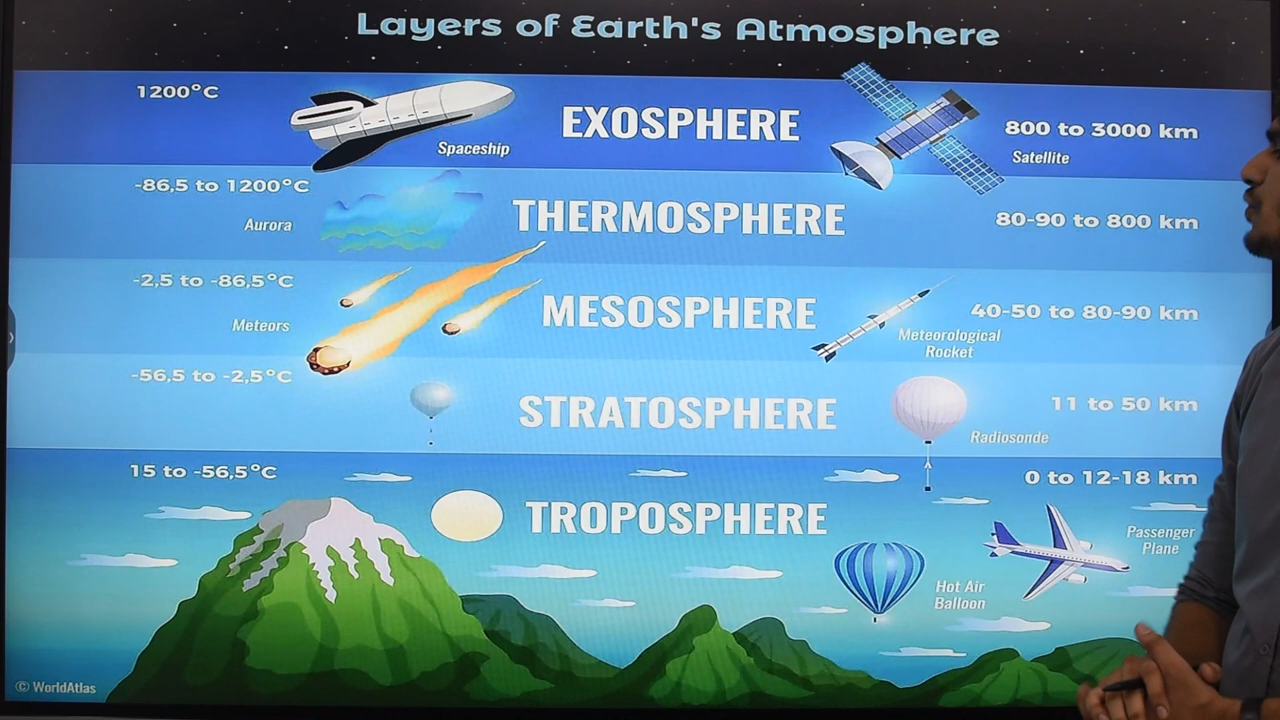 Layers of Earth's Atmosphere
1200°C
EXOSPHERE
800 to 3000 km
Spaceship
Satellite
-86,5 to 1200°C
THERMOSPHERE
80-90 to 800 km
Aurora
-2,5 to -86,5°C
MESOSPHERE
40-50 to 80-90 km
Meteors
Meteorological
Rocket
-56,5 to -2,5°C
STRATOSPHERE
11 to 50 km
Radiosonde
15 to -56,5°C
0 to 12-18 km
TROPOSPHERE
Passenger
Plane
Hot Air
Balloon
© WorldAtlas